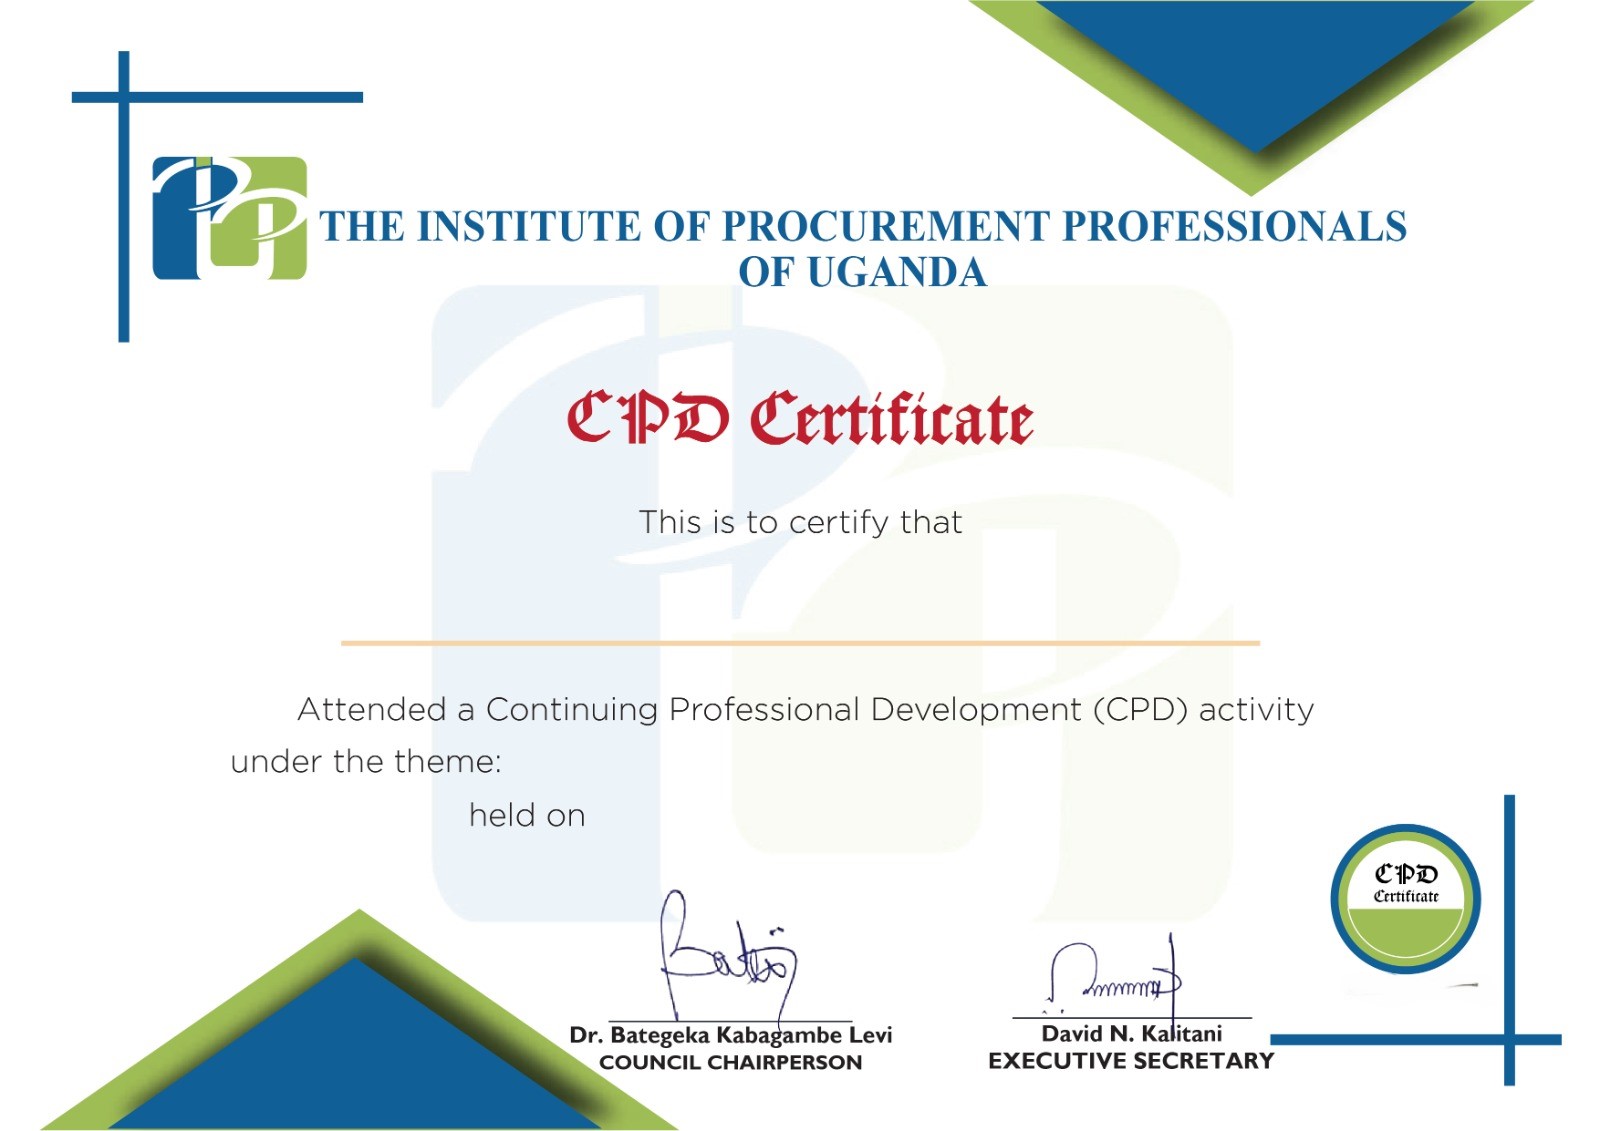 THE INSTITUTE OF PROCUREMENT PROFESSIONALS
OF UGANDA
CPD Certificate
This is to certify that
Attended a Continuing Professional Development (CPD) activity
under the theme:
held on
CPD
Certificate
Dr. Bategeka Kabagambe Levi
COUNCIL CHAIRPERSON
David N. Kalitani
EXECUTIVE SECRETARY